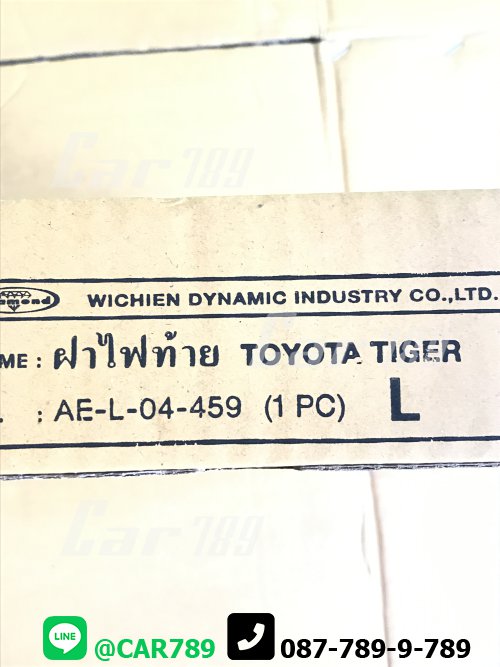 Car789
WICHIEN DYNAMIC INDUSTRY CO.,LTD.
ME : ฝาไฟท้าย TOYOTA TIGER
. : AE-L-04-459 (1 PC) L
Car789
LINE @CAR789 087-789-9-789